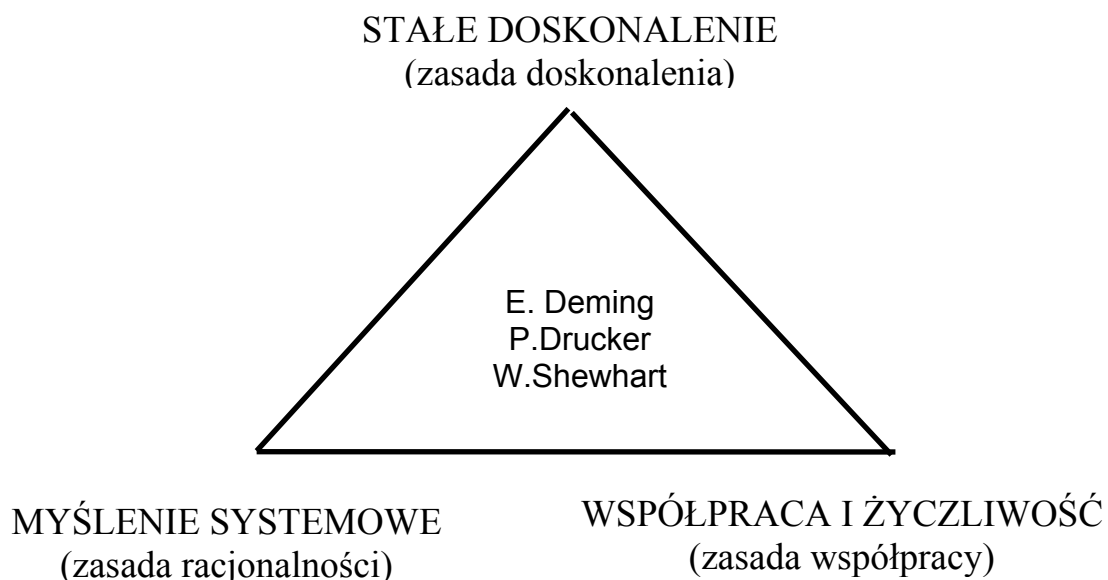 STAŁE DOSKONALENIE
(zasada doskonalenia)
E. Deming
P.Drucker
W.Shewhart
MYŚLENIE SYSTEMOWE
(zasada racjonalności)
WSPÓŁPRACA I ŻYCZLIWOŚĆ
(zasada współpracy)